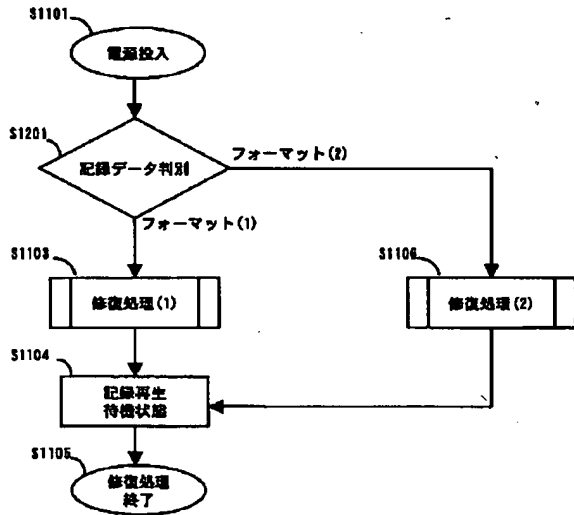 S1101
電源投入
S1201
記録データ判別
フォーマット(2)
フォーマット(1)
S1103
修復処理(1)
S1106
修復処理(2)
S1104
記録再生
待機状態
S1105
修復処理
終了